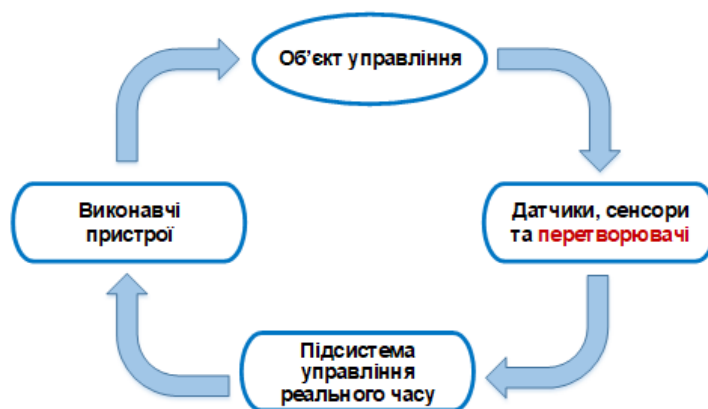 Об’єкт управління
Виконавчі
пристрої
Датчики, сенсори
та перетворювачі
Підсистема
управління
реального часу